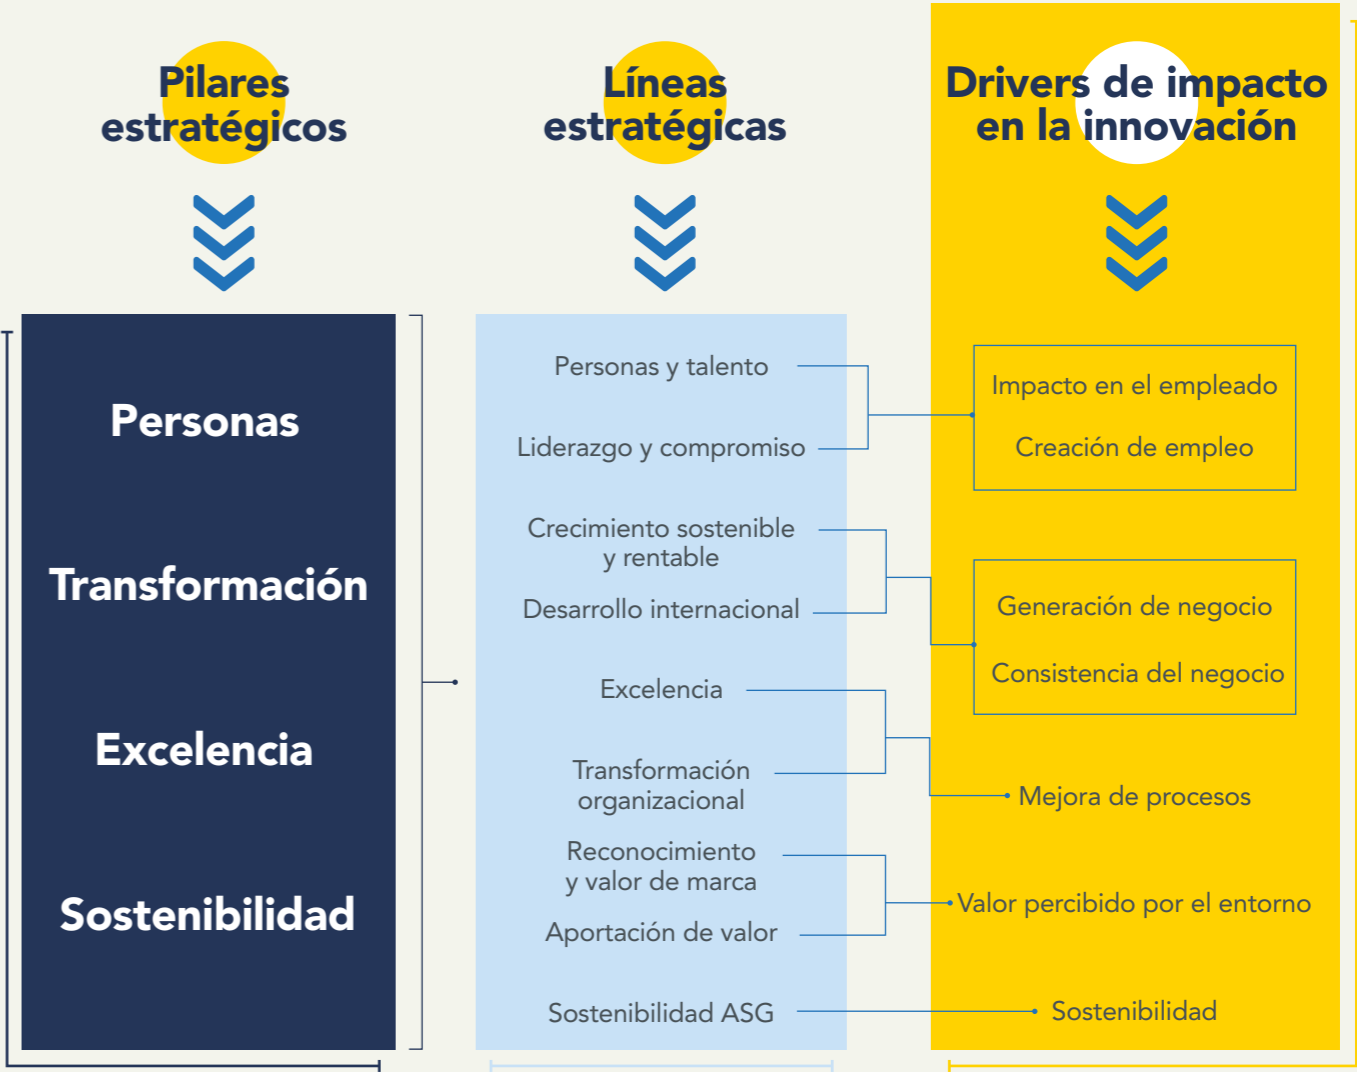 Pilares
estratégicos
Líneas
estratégicas
Drivers de impacto
en la innovación
Personas
Transformación
Excelencia
Sostenibilidad
Personas y talento
Liderazgo y compromiso
Crecimiento sostenible
y rentable
Desarrollo internacional
Excelencia
Transformación
organizacional
Reconocimiento
y valor de marca
Aportación de valor
Sostenibilidad ASG
Impacto en el empleado
Creación de empleo
Generación de negocio
Consistencia del negocio
Mejora de procesos
Valor percibido por el entorno
Sostenibilidad